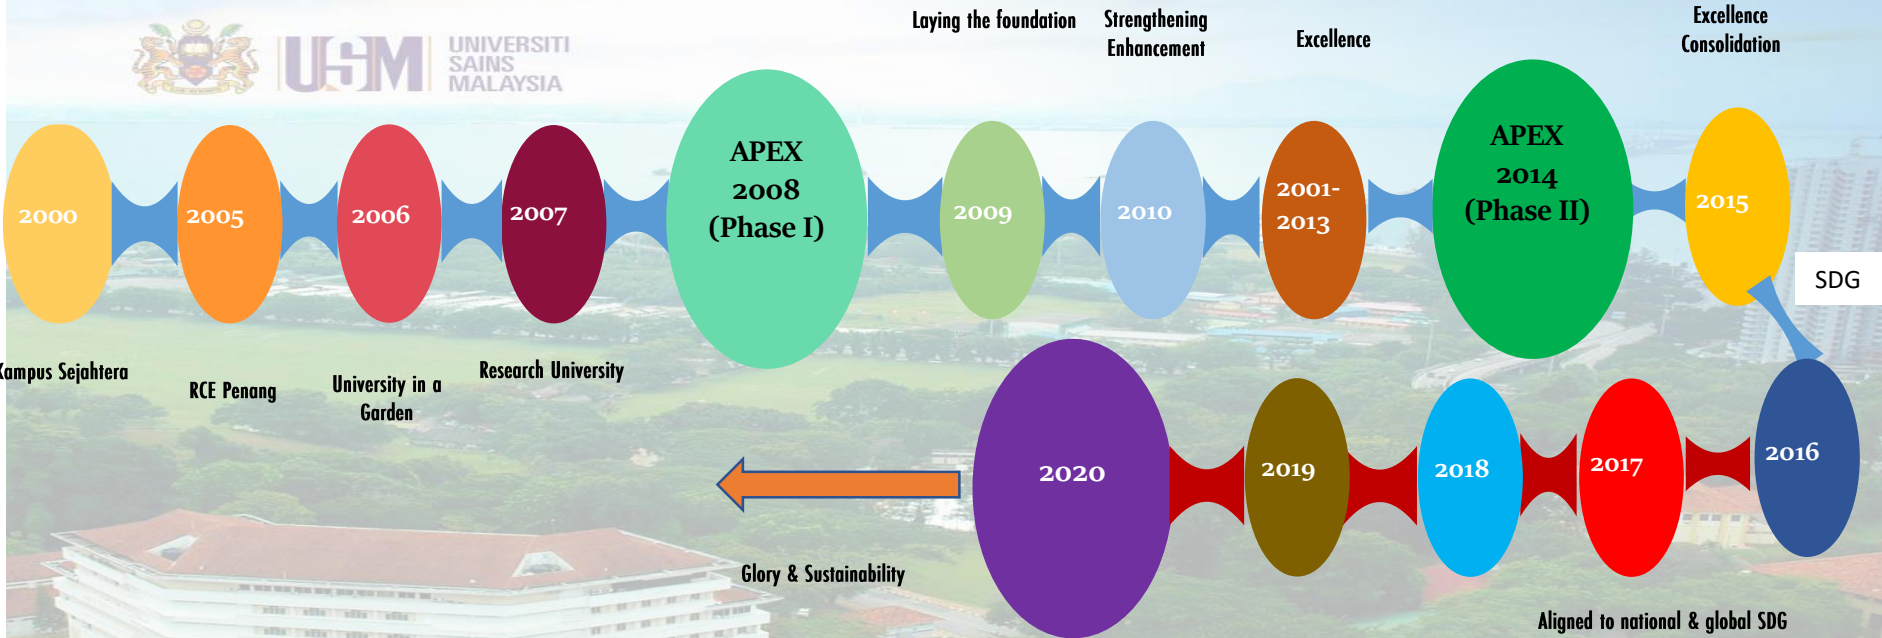 UNIVERSITI
SAINS
MALAYSIA
USM
Laying the foundation
Strengthening
Enhancement
Excellence
Excellence
Consolidation
2000
2005
2006
2007
APEX
2008
(Phase I)
2009
2010
2001-
2013
APEX
2014
(Phase II)
2015
SDG
Kampus Sejahtera
RCE Penang
University in a
Garden
Research University
2020
2019
2018
2017
2016
Glory & Sustainability
Aligned to national & global SDG